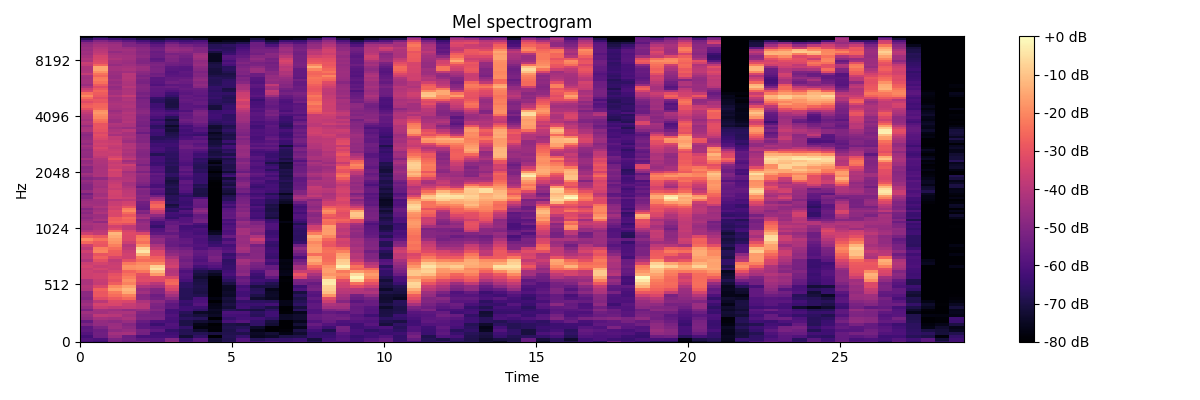 Mel spectrogram
8192
4096
2048
1024
512
0
Hz
0 5 10 15 20 25
Time
+0 dB
-10 dB
-20 dB
-30 dB
-40 dB
-50 dB
-60 dB
-70 dB
-80 dB